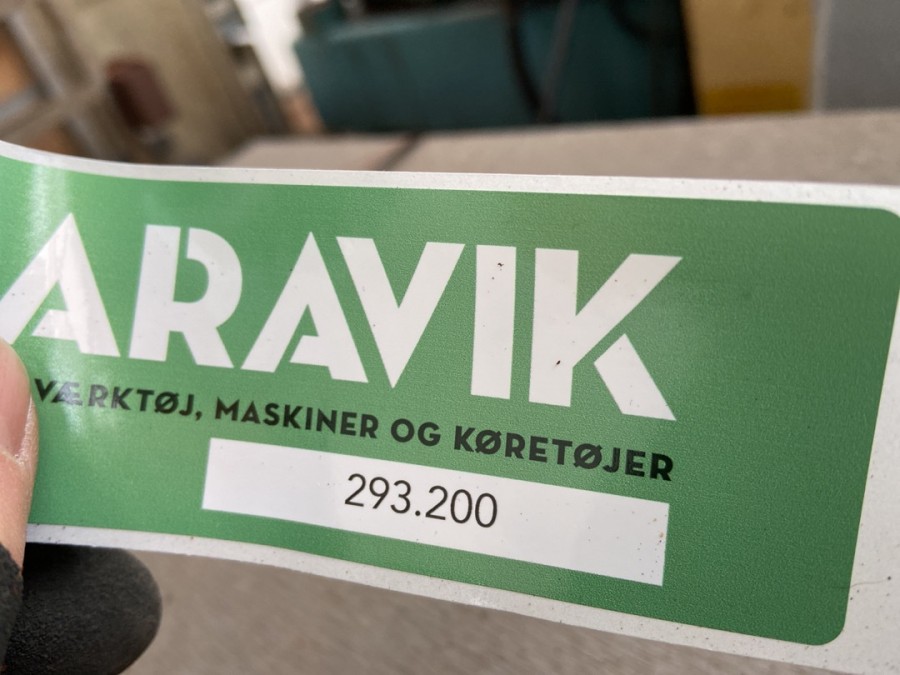 ARAVIK
VÆRKTØJ, MASKINER OG KØRETØJER
293.200